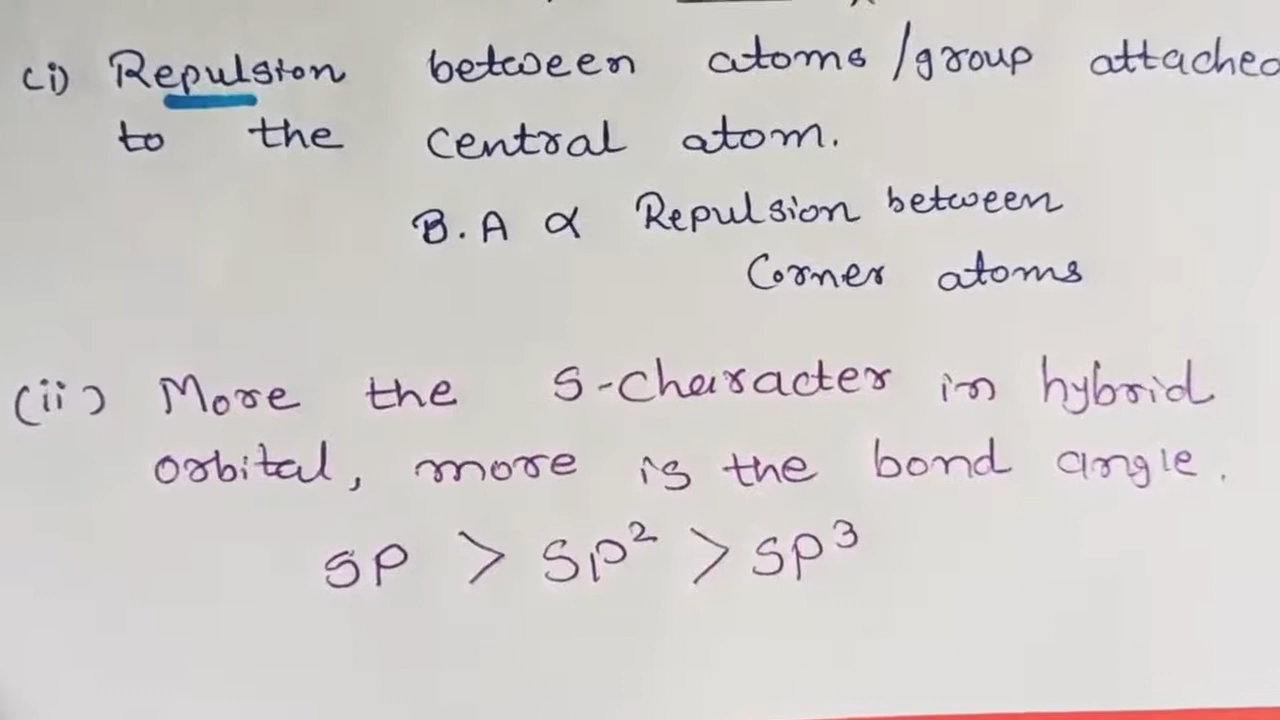 (i) Repulsion between atoms/group attached
to the central atom.
B.A ∝ Repulsion between
Corner atoms
(ii) More the s-character in hybrid
orbital, more is the bond angle.
sp > sp² > sp³